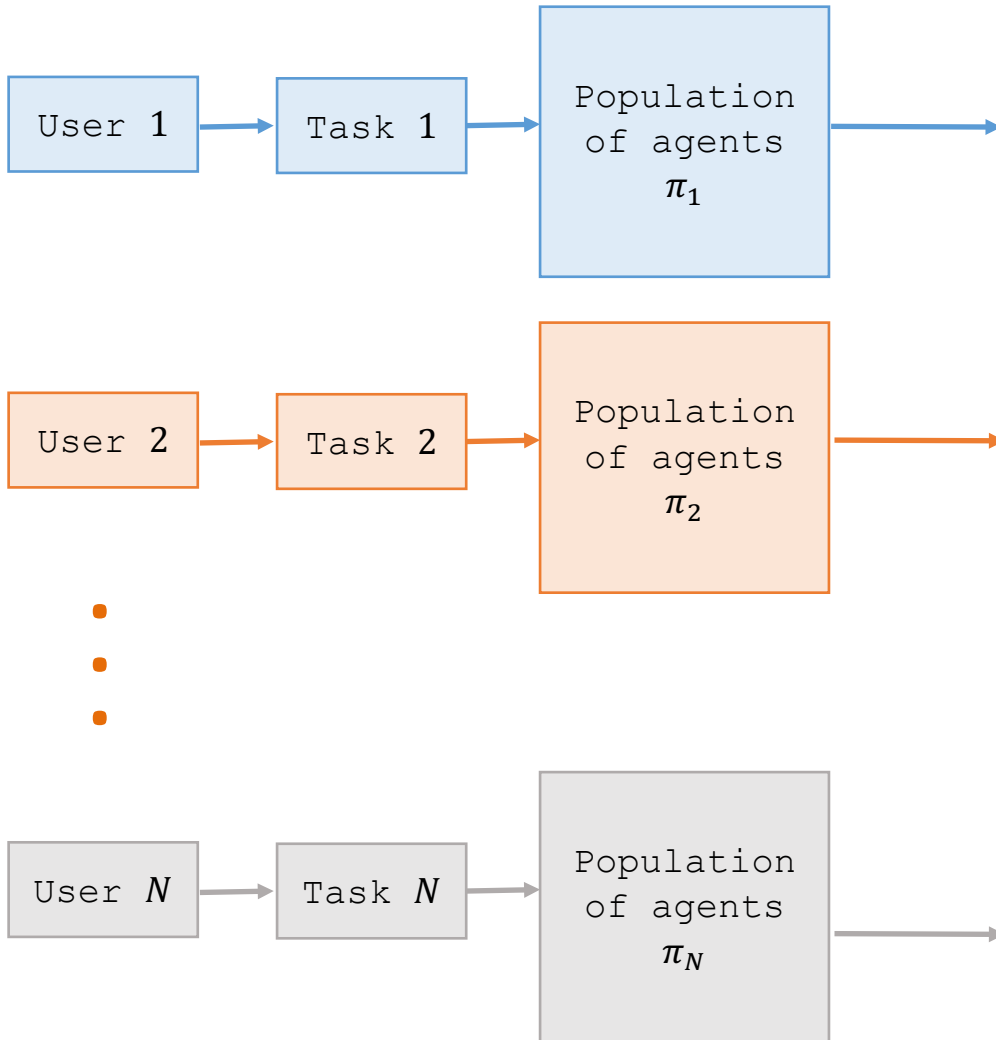 User 1
Task 1
Population
of agents
π₁
User 2
Task 2
Population
of agents
π₂
User N
Task N
Population
of agents
π_N